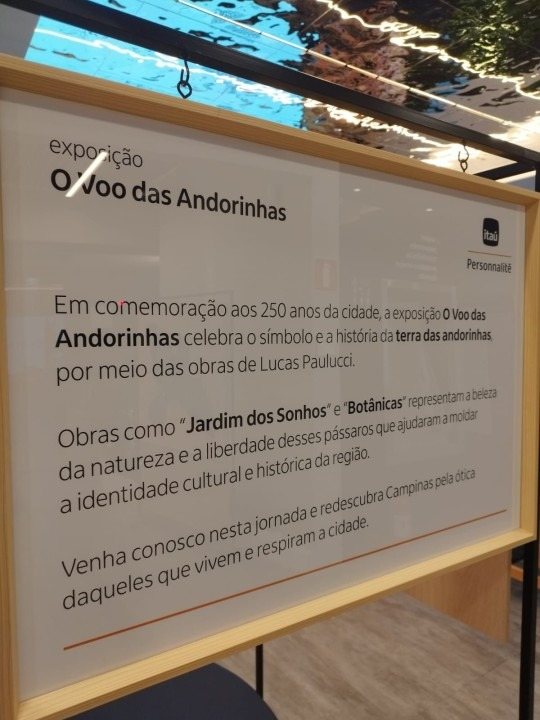 exposição
O Voo das Andorinhas
itaú
Personnalité
Em comemoração aos 250 anos da cidade, a exposição O Voo das
Andorinhas celebra o símbolo e a história da terra das andorinhas,
por meio das obras de Lucas Paulucci.
Obras como "Jardim dos Sonhos" e "Botânicas" representam a beleza
da natureza e a liberdade desses pássaros que ajudaram a moldar
a identidade cultural e histórica da região.
Venha conosco nesta jornada e redescubra Campinas pela ótica
daqueles que vivem e respiram a cidade.